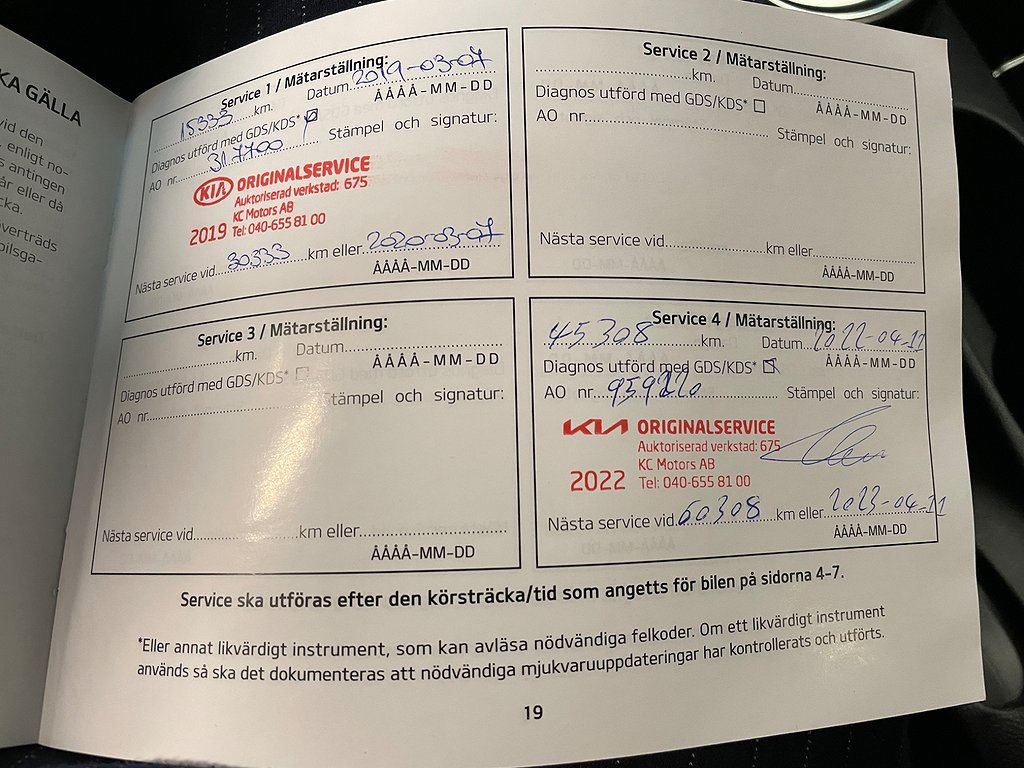 KA GÄLLA
vid den
, enligt no-
s antingen
år eller då
cka.
överträds
bilsga-
Service 1 / Mätarställning:
15333 km. Datum 2019-03-07
ÅÅÅÅ-MM-DD
Diagnos utförd med GDS/KDS*
AO nr. 317700 Stämpel och signatur:
KIA ORIGINALSERVICE
Auktoriserad verkstad: 675
KC Motors AB
2019 Tel: 040-655 81 00
Nästa service vid 30333 km eller 2020-03-07
ÅÅÅÅ-MM-DD
Service 2 / Mätarställning:
km. Datum
Diagnos utförd med GDS/KDS* ☐ ÅÅÅÅ-MM-DD
AO nr. Stämpel och signatur:
Nästa service vid km eller
ÅÅÅÅ-MM-DD
Service 3 / Mätarställning:
km. Datum
ÅÅÅÅ-MM-DD
Diagnos utförd med GDS/KDS* ☐
AO nr. Stämpel och signatur:
Nästa service vid km eller
ÅÅÅÅ-MM-DD
Service 4 / Mätarställning:
45308 km. Datum 2022-04-11
Diagnos utförd med GDS/KDS* ÅÅÅÅ-MM-DD
AO nr. 959220 Stämpel och signatur:
KIA ORIGINALSERVICE
Auktoriserad verkstad: 675
KC Motors AB
2022 Tel: 040-655 81 00
Nästa service vid 60308 km eller 2023-04-11
ÅÅÅÅ-MM-DD
Service ska utföras efter den körsträcka/tid som angetts för bilen på sidorna 4-7.
*Eller annat likvärdigt instrument, som kan avläsa nödvändiga felkoder. Om ett likvärdigt instrument
används så ska det dokumenteras att nödvändiga mjukvaruuppdateringar har kontrollerats och utförts.
19